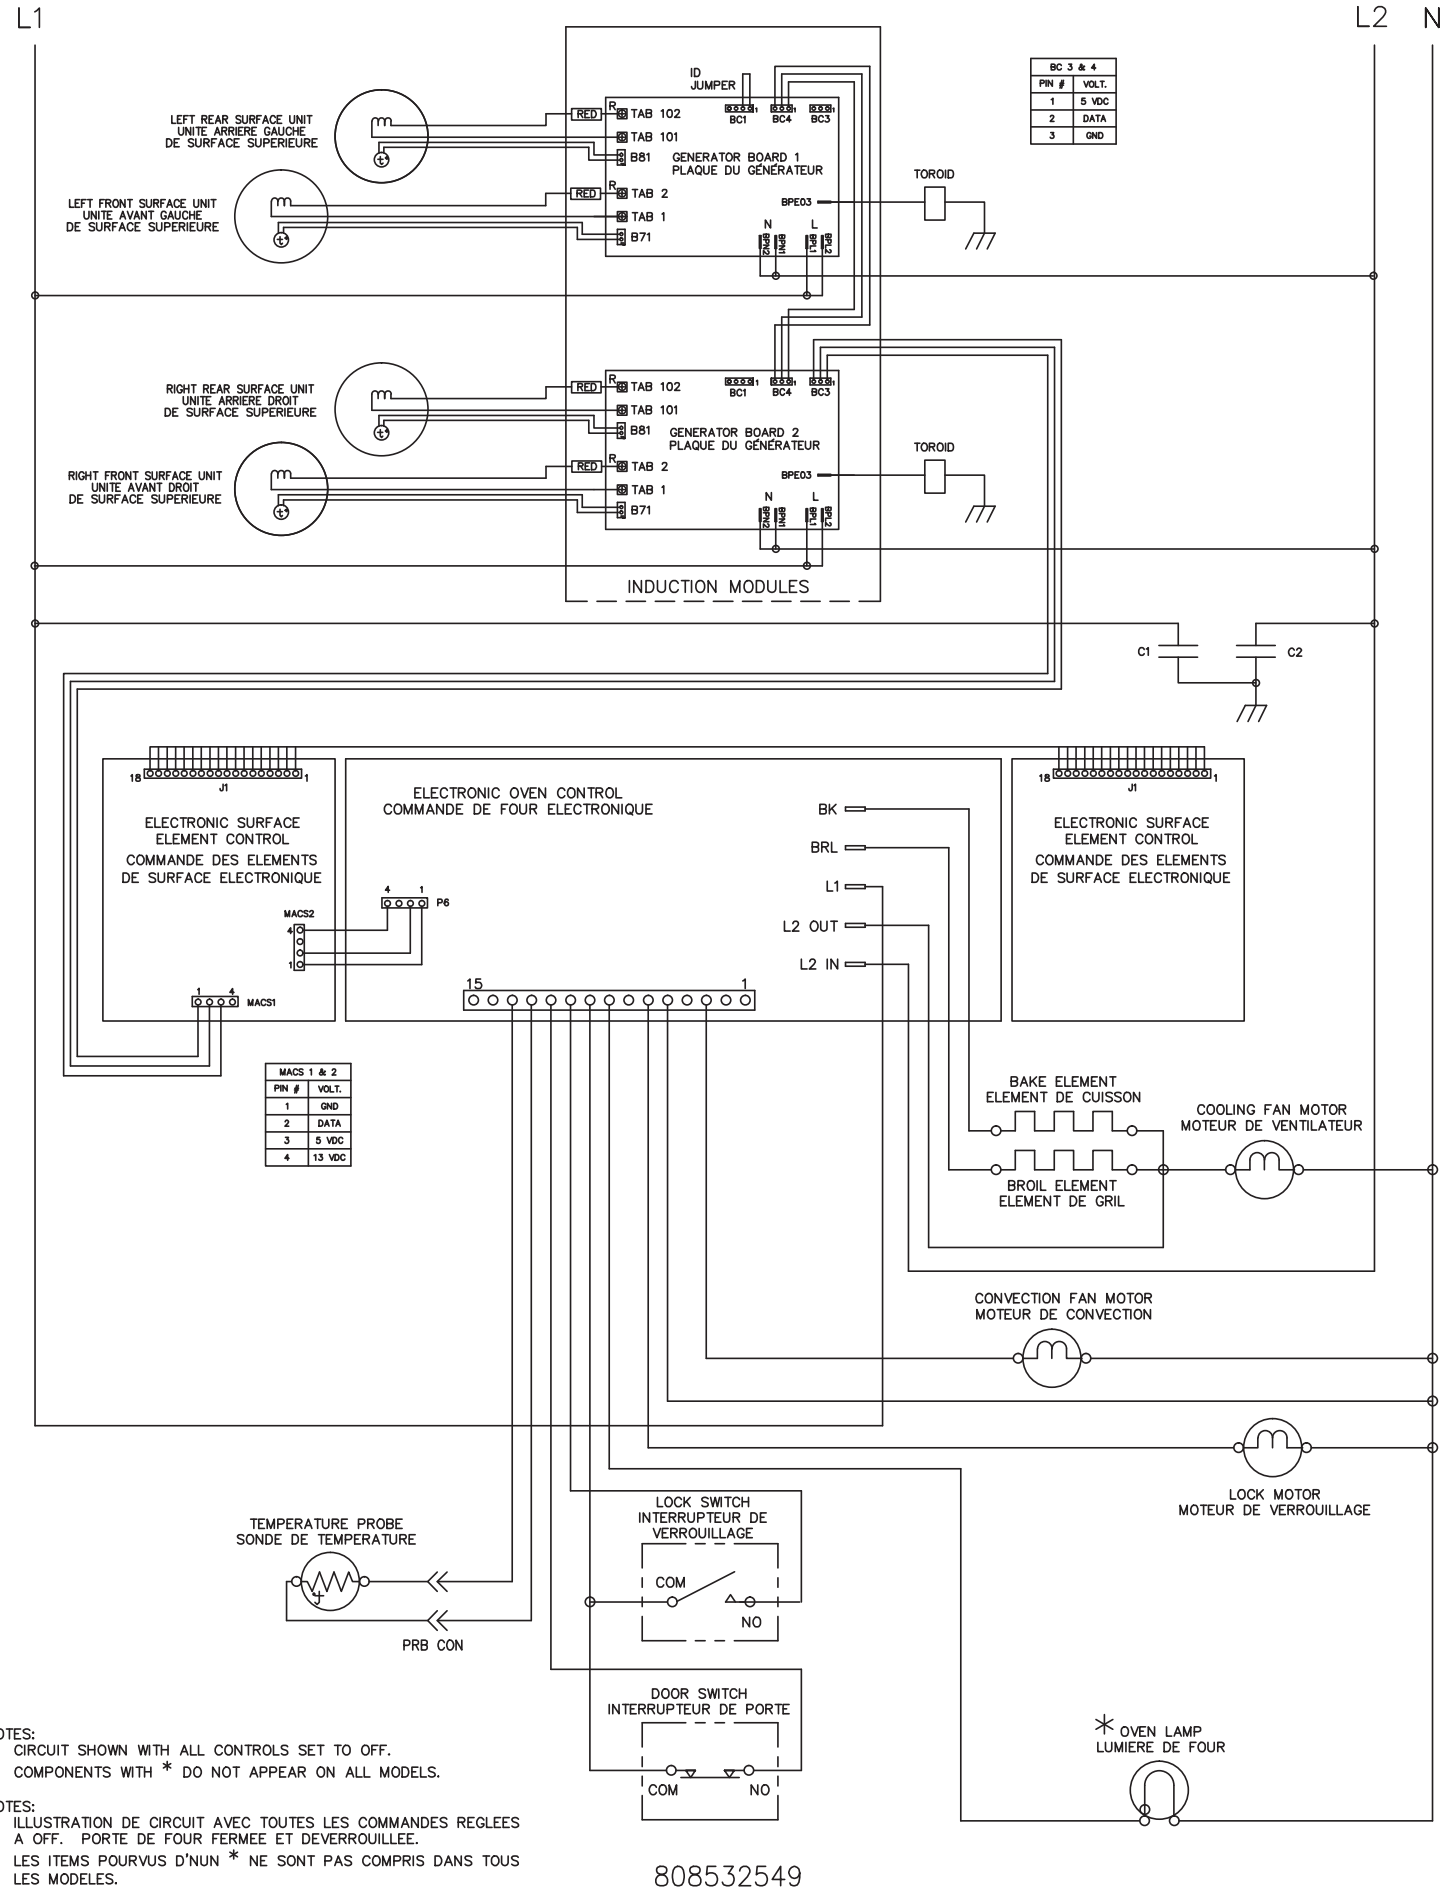 L1
L2 N
ID
JUMPER
BC 3 & 4
PIN # VOLT.
1 5 VDC
2 DATA
3 GND
LEFT REAR SURFACE UNIT
UNITE ARRIERE GAUCHE
DE SURFACE SUPERIEURE
RED
R
TAB 102
TAB 101
B81
BC1
1
BC4
1
BC3
1
GENERATOR BOARD 1
PLAQUE DU GÉNÉRATEUR
LEFT FRONT SURFACE UNIT
UNITE AVANT GAUCHE
DE SURFACE SUPERIEURE
RED
R
TAB 2
TAB 1
B71
BPE03
TOROID
N L
BPN2
BPN1
BPL1
BPL2
RIGHT REAR SURFACE UNIT
UNITE ARRIERE DROIT
DE SURFACE SUPERIEURE
RED
R
TAB 102
TAB 101
B81
BC1
1
BC4
1
BC3
1
GENERATOR BOARD 2
PLAQUE DU GÉNÉRATEUR
RIGHT FRONT SURFACE UNIT
UNITE AVANT DROIT
DE SURFACE SUPERIEURE
RED
R
TAB 2
TAB 1
B71
BPE03
TOROID
N L
BPN2
BPN1
BPL1
BPL2
INDUCTION MODULES
C1
C2
18 1
J1
ELECTRONIC SURFACE
ELEMENT CONTROL
COMMANDE DES ELEMENTS
DE SURFACE ELECTRONIQUE
MACS2
4
1
1 4
MACS1
ELECTRONIC OVEN CONTROL
COMMANDE DE FOUR ELECTRONIQUE
4 1
P6
BK
BRL
L1
L2 OUT
L2 IN
15 1
18 1
J1
ELECTRONIC SURFACE
ELEMENT CONTROL
COMMANDE DES ELEMENTS
DE SURFACE ELECTRONIQUE
MACS 1 & 2
PIN # VOLT.
1 GND
2 DATA
3 5 VDC
4 13 VDC
BAKE ELEMENT
ELEMENT DE CUISSON
BROIL ELEMENT
ELEMENT DE GRIL
COOLING FAN MOTOR
MOTEUR DE VENTILATEUR
CONVECTION FAN MOTOR
MOTEUR DE CONVECTION
LOCK MOTOR
MOTEUR DE VERROUILLAGE
TEMPERATURE PROBE
SONDE DE TEMPERATURE
PRB CON
LOCK SWITCH
INTERRUPTEUR DE
VERROUILLAGE
COM
NO
DOOR SWITCH
INTERRUPTEUR DE PORTE
COM NO
* OVEN LAMP
LUMIERE DE FOUR
OTES:
CIRCUIT SHOWN WITH ALL CONTROLS SET TO OFF.
COMPONENTS WITH * DO NOT APPEAR ON ALL MODELS.
OTES:
ILLUSTRATION DE CIRCUIT AVEC TOUTES LES COMMANDES REGLEES
A OFF. PORTE DE FOUR FERMEE ET DEVERROUILLEE.
LES ITEMS POURVUS D'NUN * NE SONT PAS COMPRIS DANS TOUS
LES MODELES.
808532549